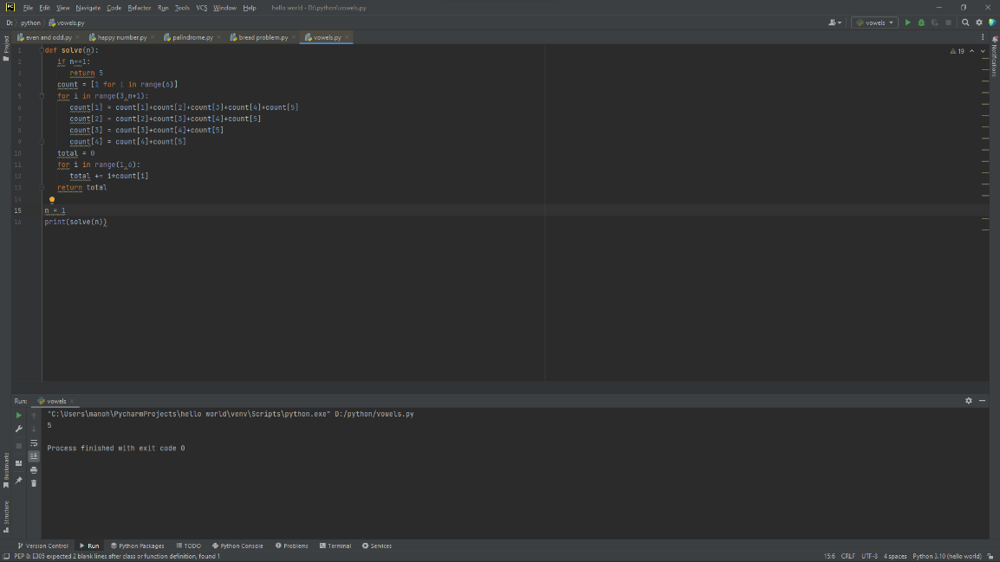 PC File Edit View Navigate Code Refactor Run Tools VCS Window Help hello world - D:\python\vowels.py
D: python vowels.py vowels
even and odd.py happy number.py palindrome.py bread problem.py vowels.py
Project
Notifications
19
1 def solve(n):
2 if n==1:
3 return 5
4 count = [1 for i in range(6)]
5 for i in range(3,n+1):
6 count[1] = count[1]+count[2]+count[3]+count[4]+count[5]
7 count[2] = count[2]+count[3]+count[4]+count[5]
8 count[3] = count[3]+count[4]+count[5]
9 count[4] = count[4]+count[5]
10 total = 0
11 for i in range(1,6):
12 total += i*count[i]
13 return total
14
15 n = 1
16 print(solve(n))
Run: vowels
"C:\Users\manoh\PycharmProjects\hello world\venv\Scripts\python.exe" D:/python/vowels.py
5
Process finished with exit code 0
Bookmarks
Structure
Version Control Run Python Packages TODO Python Console Problems Terminal Services
PEP 8: E305 expected 2 blank lines after class or function definition, found 1 15:6 CRLF UTF-8 4 spaces Python 3.10 (hello world)